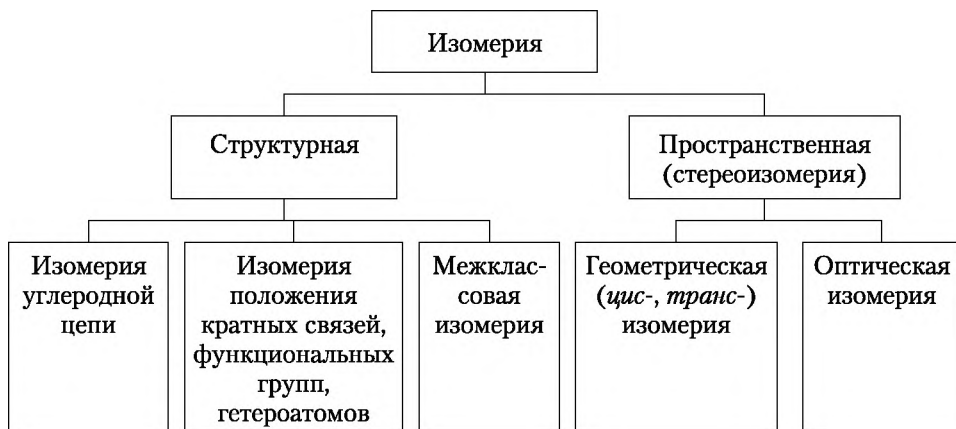 Изомерия
Структурная
Пространственная
(стереоизомерия)
Изомерия
углеродной
цепи
Изомерия
положения
кратных связей,
функциональных
групп,
гетероатомов
Межклас-
совая
изомерия
Геометрическая
(цис-, транс-)
изомерия
Оптическая
изомерия